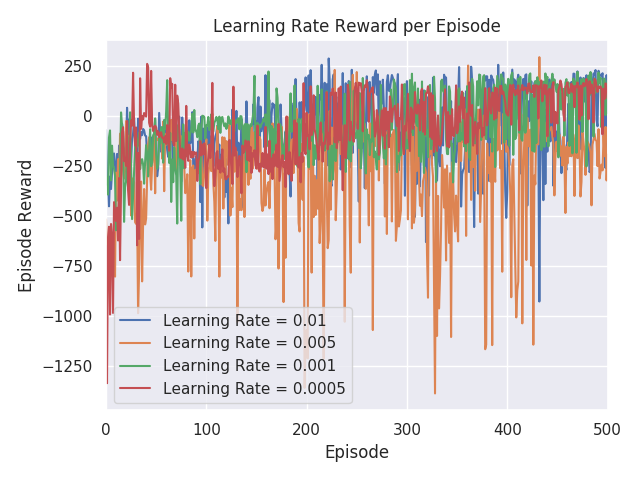 Learning Rate Reward per Episode
Episode Reward
250
0
−250
−500
−750
−1000
−1250
Learning Rate = 0.01
Learning Rate = 0.005
Learning Rate = 0.001
Learning Rate = 0.0005
0 100 200 300 400 500
Episode